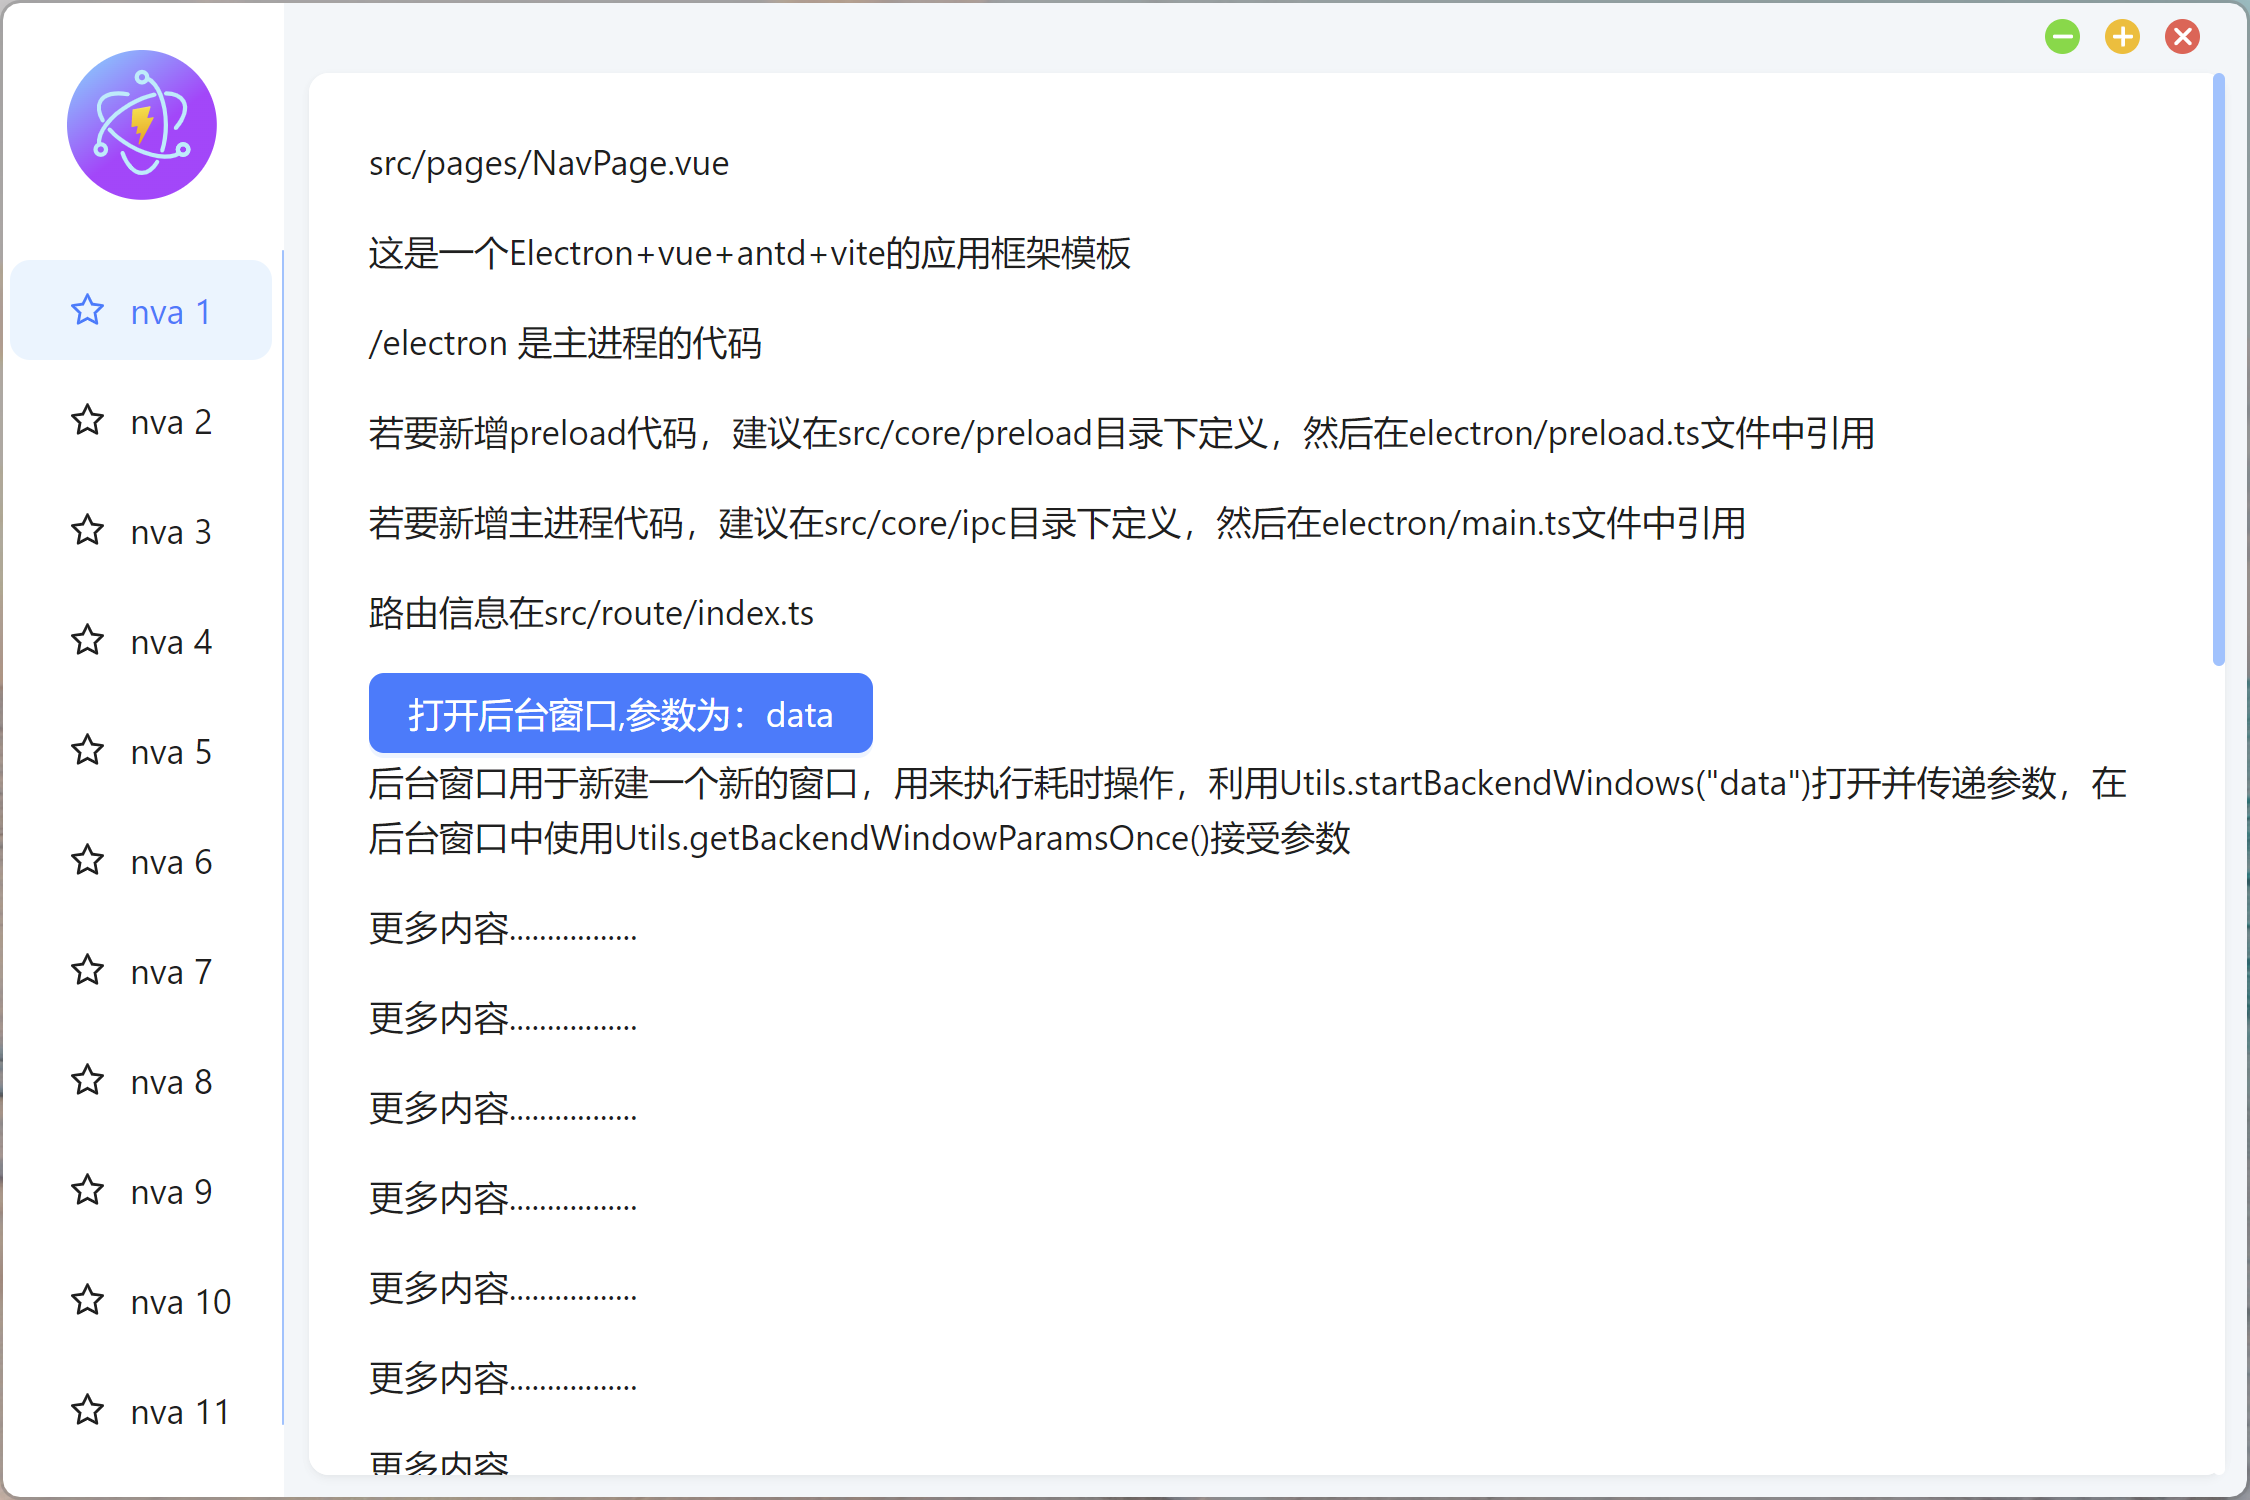 nva 1
nva 2
nva 3
nva 4
nva 5
nva 6
nva 7
nva 8
nva 9
nva 10
nva 11
src/pages/NavPage.vue
这是一个Electron+vue+antd+vite的应用框架模板
/electron 是主进程的代码
若要新增preload代码，建议在src/core/preload目录下定义，然后在electron/preload.ts文件中引用
若要新增主进程代码，建议在src/core/ipc目录下定义，然后在electron/main.ts文件中引用
路由信息在src/route/index.ts
打开后台窗口,参数为：data
后台窗口用于新建一个新的窗口，用来执行耗时操作，利用Utils.startBackendWindows("data")打开并传递参数，在
后台窗口中使用Utils.getBackendWindowParamsOnce()接受参数
更多内容.................
更多内容.................
更多内容.................
更多内容.................
更多内容.................
更多内容.................
更多内容